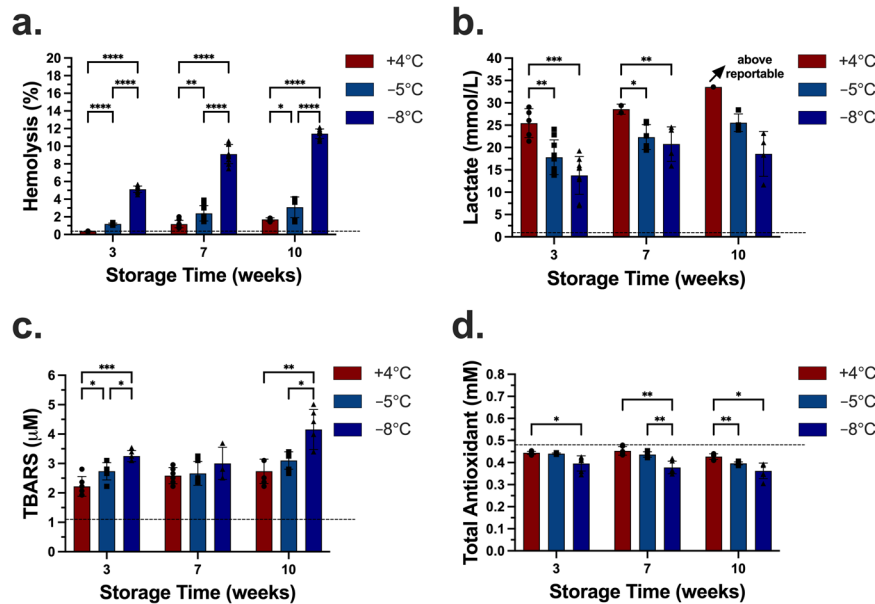 a.
Hemolysis (%)
20
18
16
14
12
10
8
6
4
2
0
**** **** ****
**** ** ****
**** * ****
3 7 10
Storage Time (weeks)
+4°C
−5°C
−8°C
b.
Lactate (mmol/L)
40
35
30
25
20
15
10
5
0
*** **
** *
above
reportable
3 7 10
Storage Time (weeks)
+4°C
−5°C
−8°C
c.
TBARS (μM)
6
5
4
3
2
1
0
*** * *
** *
3 7 10
Storage Time (weeks)
+4°C
−5°C
−8°C
d.
Total Antioxidant (mM)
0.8
0.7
0.6
0.5
0.4
0.3
0.2
0.1
0.0
* ** ** * **
3 7 10
Storage Time (weeks)
+4°C
−5°C
−8°C